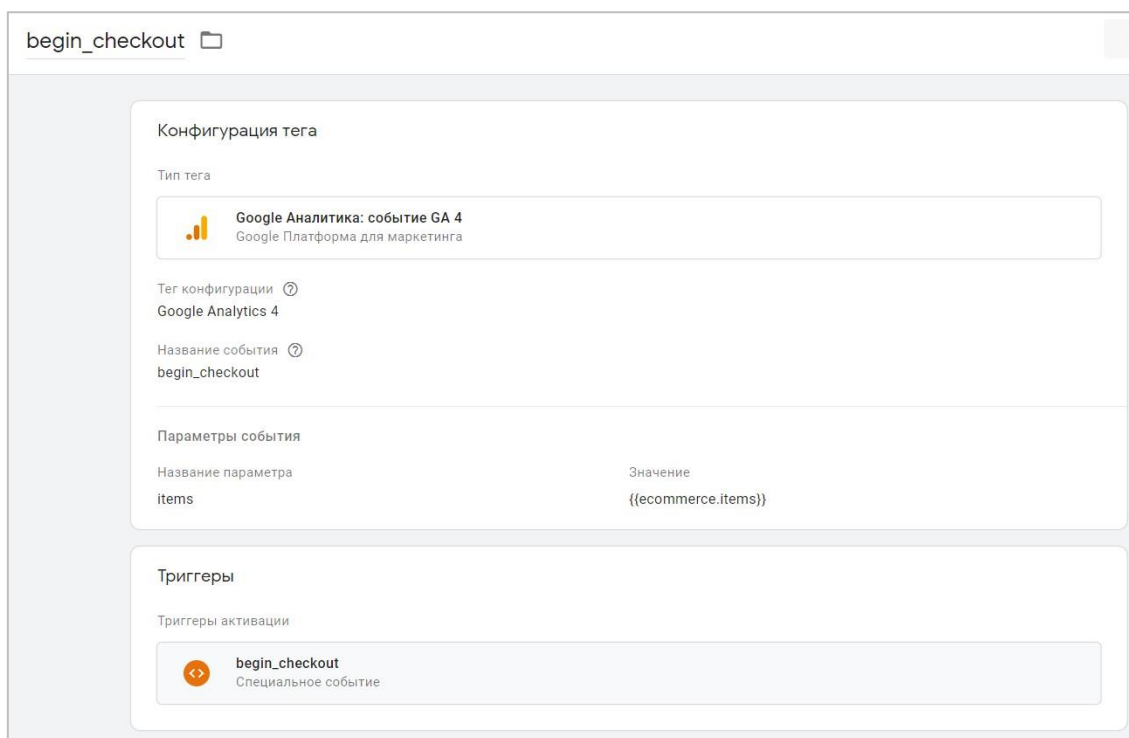 begin_checkout
Конфигурация тега
Тип тега
Google Аналитика: событие GA 4
Google Платформа для маркетинга
Тег конфигурации
Google Analytics 4
Название события
begin_checkout
Параметры события
Название параметра Значение
items {{ecommerce.items}}
Триггеры
Триггеры активации
begin_checkout
Специальное событие